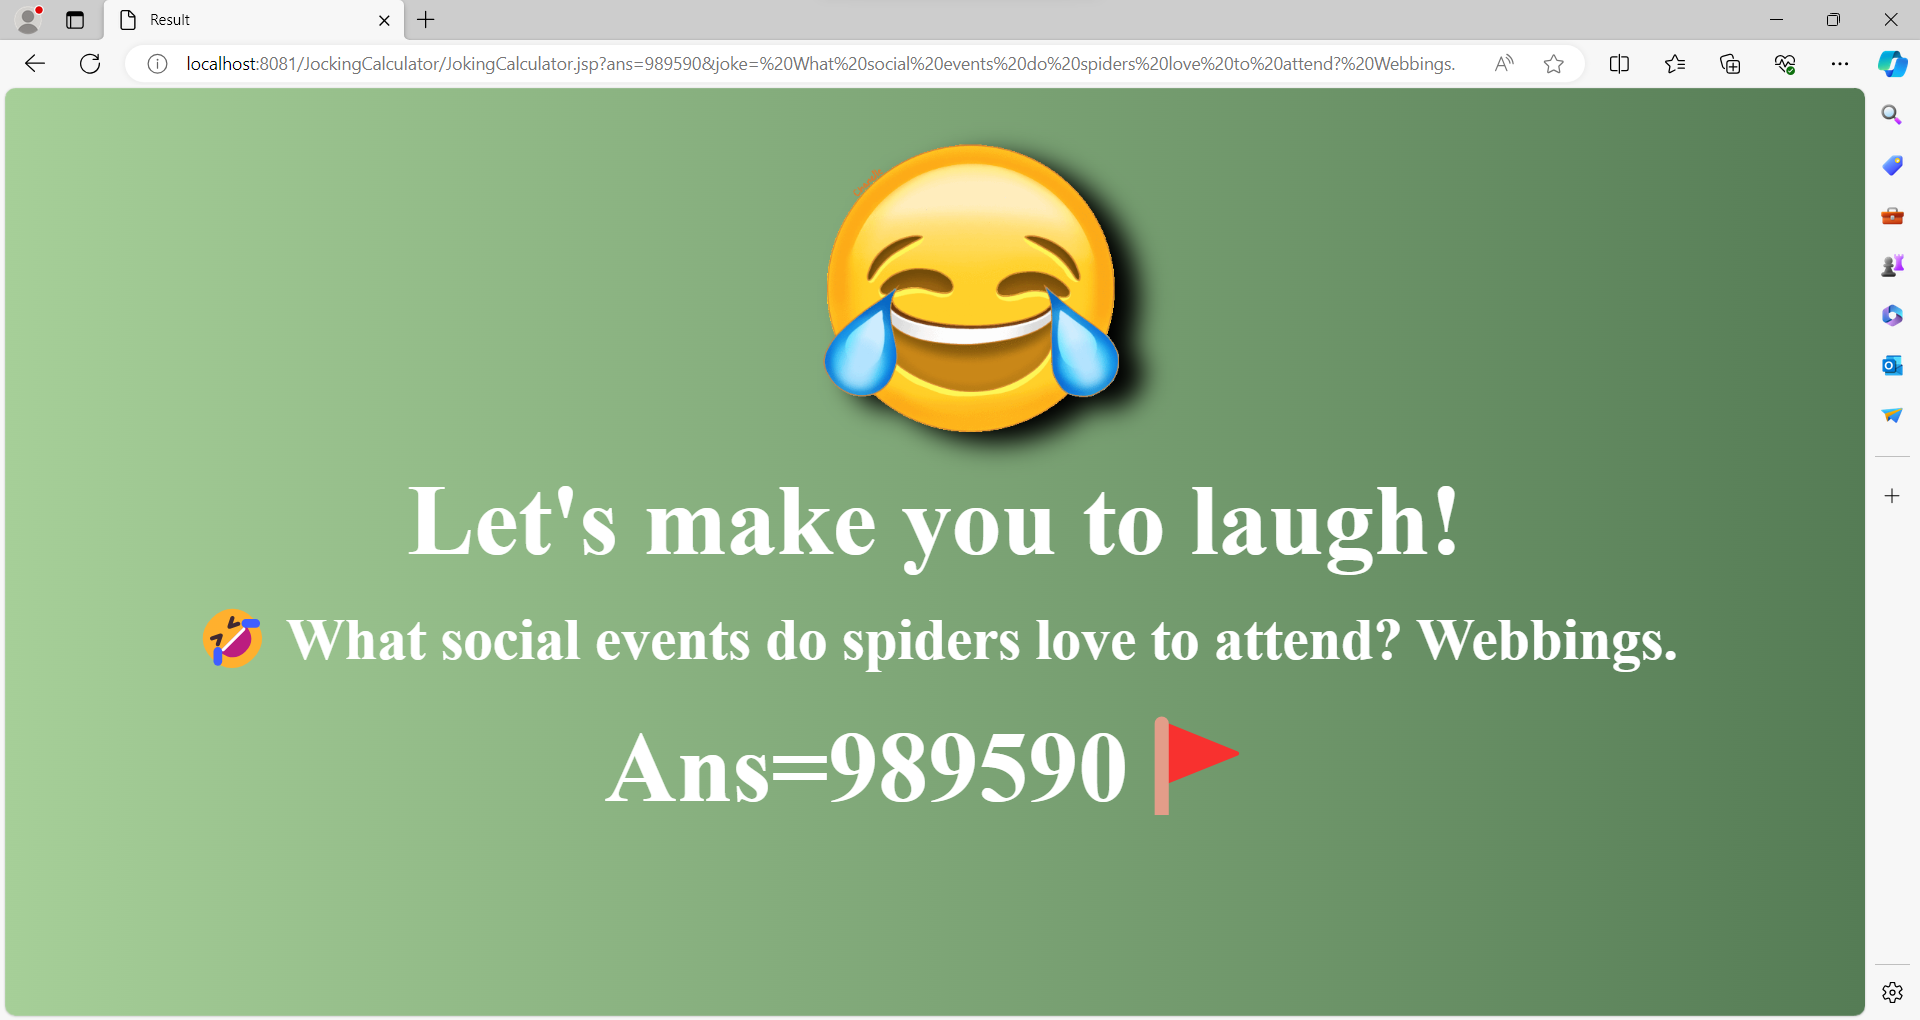 Result
localhost:8081/JockingCalculator/JokingCalculator.jsp?ans=989590&joke=%20What%20social%20events%20do%20spiders%20love%20to%20attend?%20Webbings.
Let's make you to laugh!
🤣 What social events do spiders love to attend? Webbings.
Ans=989590 🚩